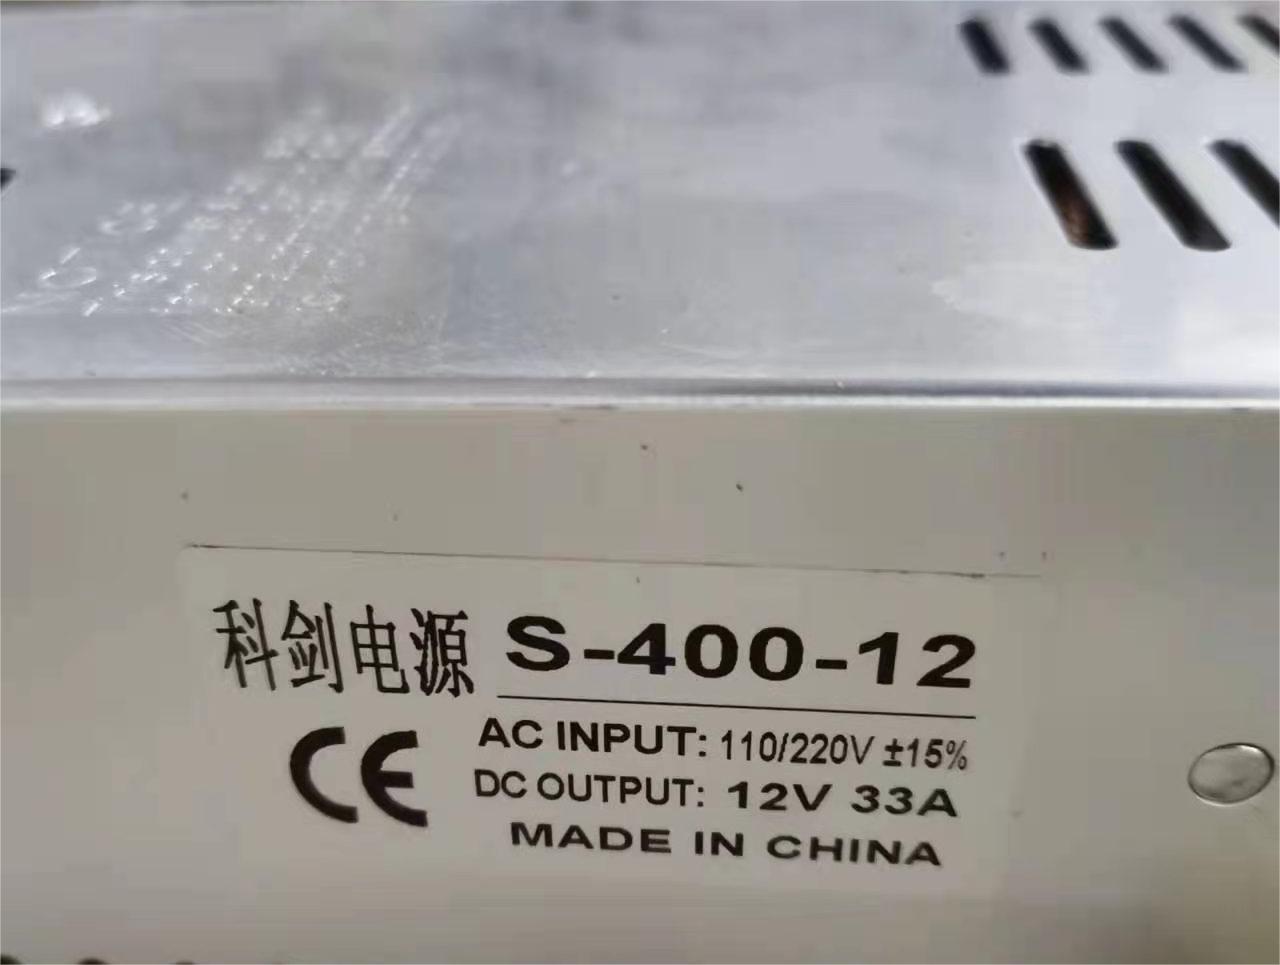 科剑电源 S-400-12
CE AC INPUT: 110/220V ±15%
DC OUTPUT: 12V 33A
MADE IN CHINA